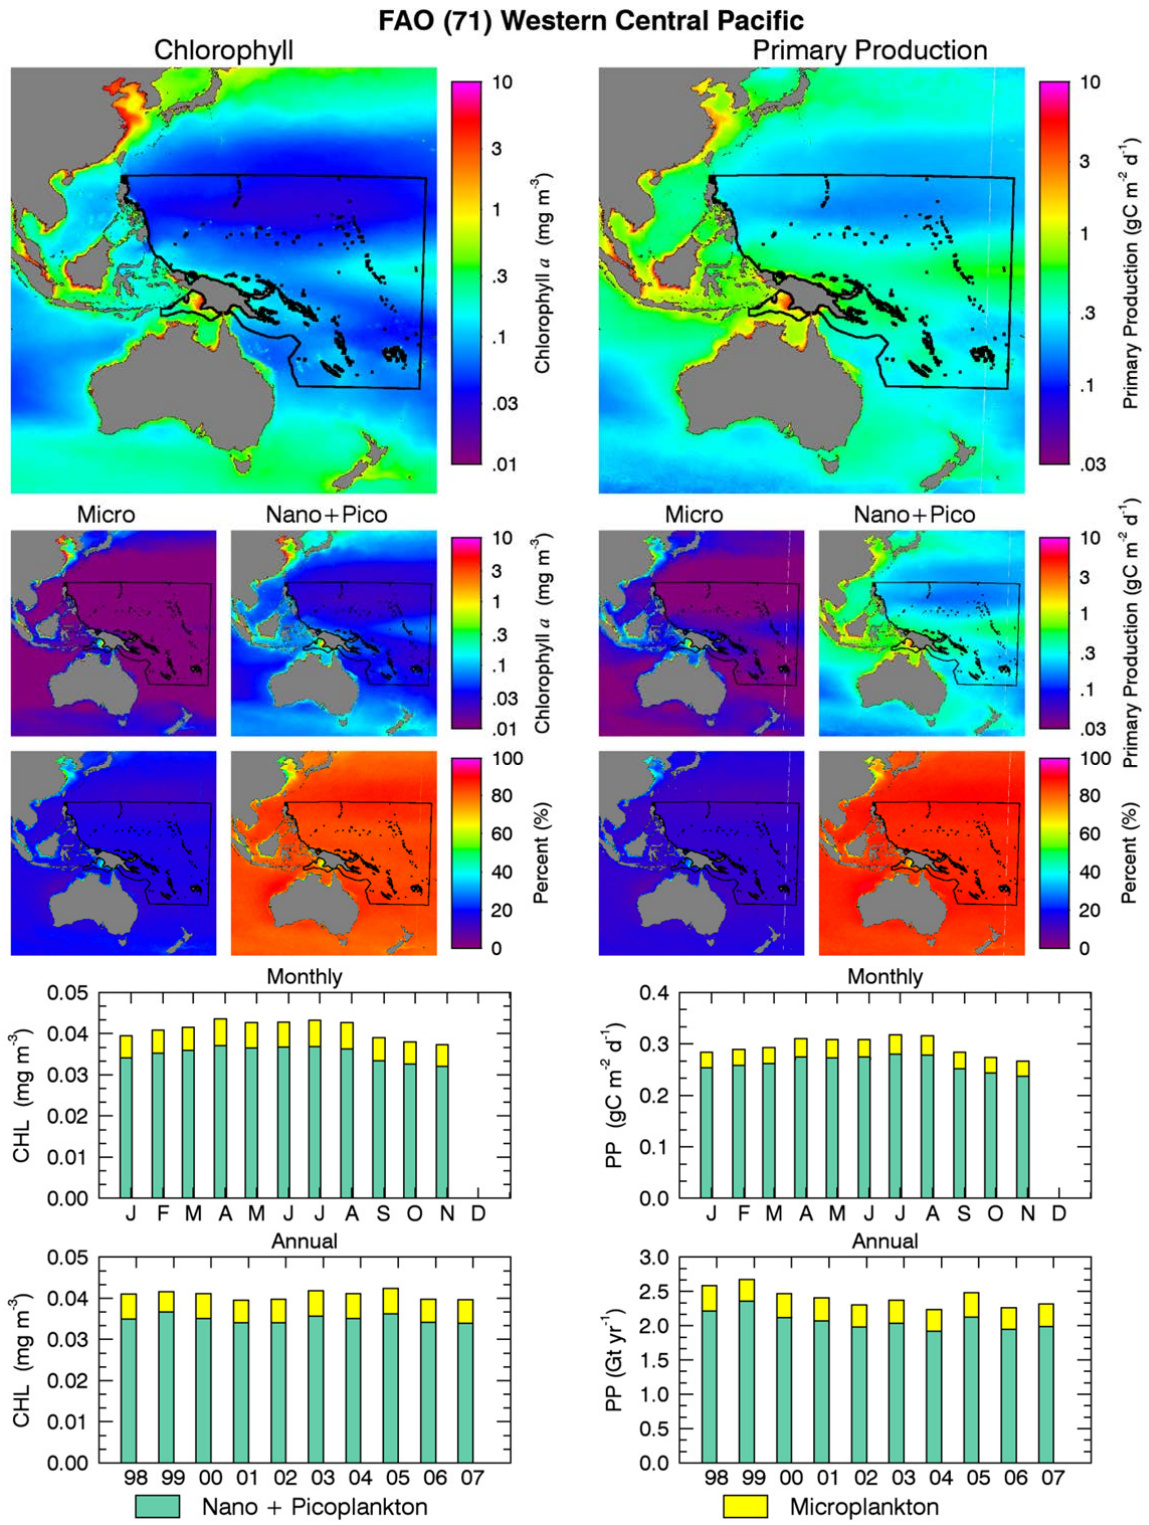 FAO (71) Western Central Pacific
Chlorophyll
Primary Production
10
3
1
.3
.1
.03
.01
Chlorophyll a (mg m-3)
10
3
1
.3
.1
.03
Primary Production (gC m-2 d-1)
Micro
Nano+Pico
Micro
Nano+Pico
10
3
1
.3
.1
.03
.01
Chlorophyll a (mg m-3)
10
3
1
.3
.1
.03
Primary Production (gC m-2 d-1)
100
80
60
40
20
0
Percent (%)
100
80
60
40
20
0
Percent (%)
Monthly
CHL (mg m-3)
0.05
0.04
0.03
0.02
0.01
0.00
J F M A M J J A S O N D
Monthly
PP (gC m-2 d-1)
0.4
0.3
0.2
0.1
0.0
J F M A M J J A S O N D
Annual
CHL (mg m-3)
0.05
0.04
0.03
0.02
0.01
0.00
98 99 00 01 02 03 04 05 06 07
Annual
PP (Gt yr-1)
3.0
2.5
2.0
1.5
1.0
0.5
0.0
98 99 00 01 02 03 04 05 06 07
Nano + Picoplankton
Microplankton